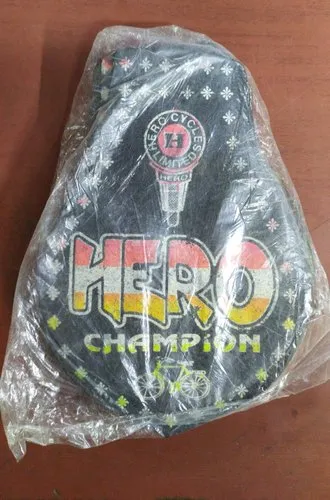 HERO CYCLES
H
LIMITED
HERO
HERO
CHAMPiON